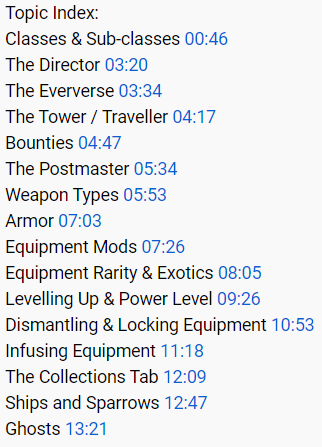 Topic Index:
Classes & Sub-classes 00:46
The Director 03:20
The Eververse 03:34
The Tower / Traveller 04:17
Bounties 04:47
The Postmaster 05:34
Weapon Types 05:53
Armor 07:03
Equipment Mods 07:26
Equipment Rarity & Exotics 08:05
Levelling Up & Power Level 09:26
Dismantling & Locking Equipment 10:53
Infusing Equipment 11:18
The Collections Tab 12:09
Ships and Sparrows 12:47
Ghosts 13:21